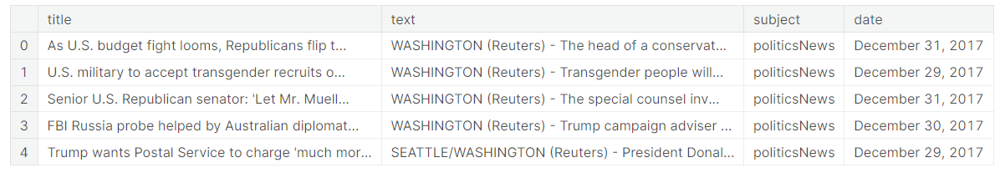 title text subject date
0 As U.S. budget fight looms, Republicans flip t... WASHINGTON (Reuters) - The head of a conservat... politicsNews December 31, 2017
1 U.S. military to accept transgender recruits o... WASHINGTON (Reuters) - Transgender people will... politicsNews December 29, 2017
2 Senior U.S. Republican senator: 'Let Mr. Muell... WASHINGTON (Reuters) - The special counsel inv... politicsNews December 31, 2017
3 FBI Russia probe helped by Australian diplomat... WASHINGTON (Reuters) - Trump campaign adviser ... politicsNews December 30, 2017
4 Trump wants Postal Service to charge 'much mor... SEATTLE/WASHINGTON (Reuters) - President Donal... politicsNews December 29, 2017